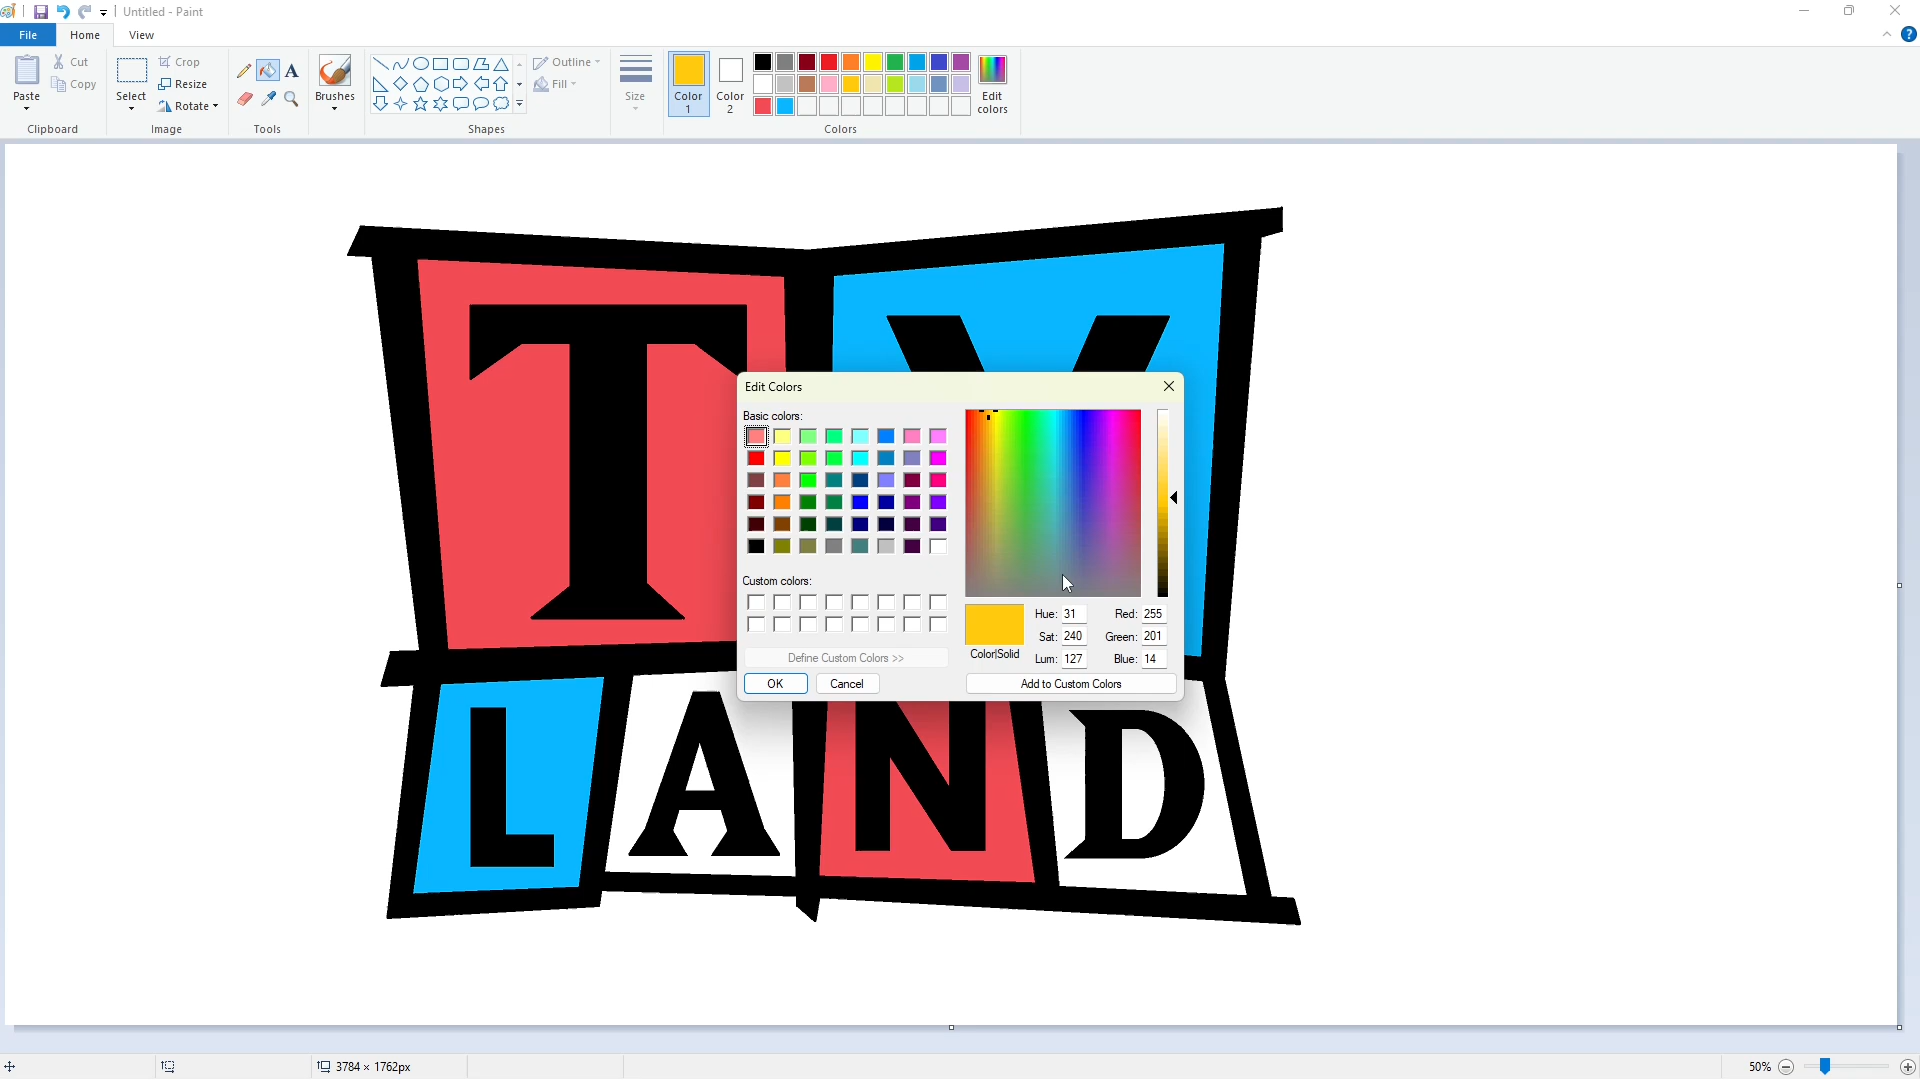 Untitled - Paint
File
Home
View
Paste
Cut
Copy
Clipboard
Select
Crop
Resize
Rotate
Image
A
Tools
Brushes
Shapes
Outline
Fill
Size
Color 1
Color 2
Edit colors
Colors
T
L
A
N
D
Edit Colors
Basic colors:
Custom colors:
Define Custom Colors >>
OK
Cancel
Color|Solid
Hue: 31
Sat: 240
Lum: 127
Red: 255
Green: 201
Blue: 14
Add to Custom Colors
3784 × 1762px
50%